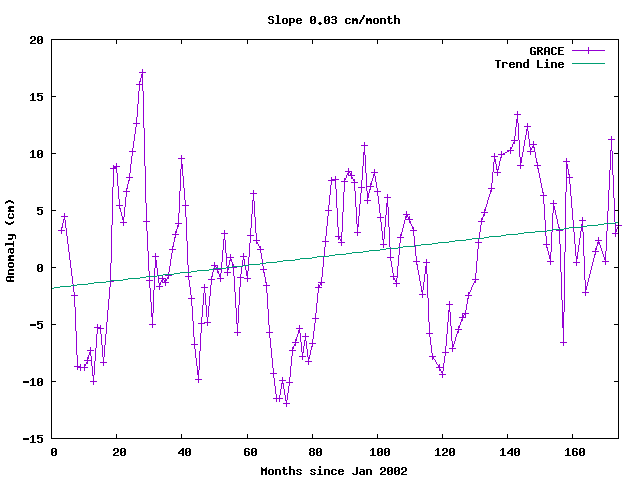 Slope 0.03 cm/month
GRACE
Trend Line
20
15
10
5
0
-5
-10
-15
Anomaly (cm)
0 20 40 60 80 100 120 140 160
Months since Jan 2002